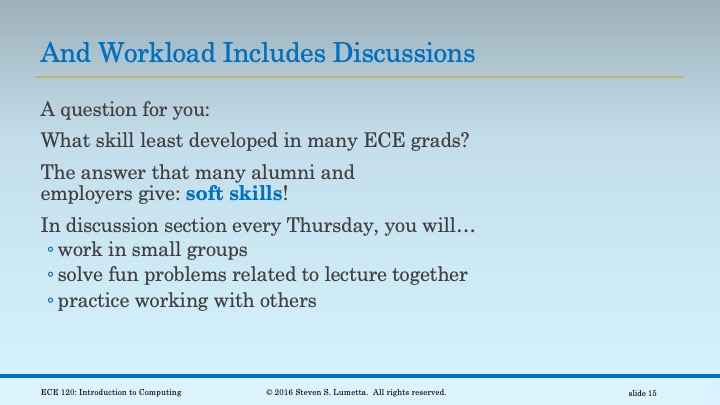 And Workload Includes Discussions
A question for you:
What skill least developed in many ECE grads?
The answer that many alumni and
employers give: soft skills!
In discussion section every Thursday, you will…
◦ work in small groups
◦ solve fun problems related to lecture together
◦ practice working with others
ECE 120: Introduction to Computing © 2016 Steven S. Lumetta. All rights reserved. slide 15